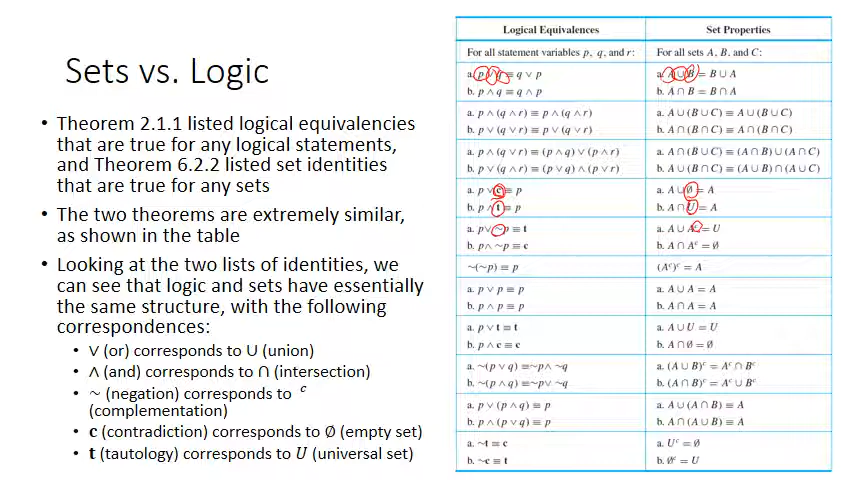 Sets vs. Logic
• Theorem 2.1.1 listed logical equivalencies
that are true for any logical statements,
and Theorem 6.2.2 listed set identities
that are true for any sets
• The two theorems are extremely similar,
as shown in the table
• Looking at the two lists of identities, we
can see that logic and sets have essentially
the same structure, with the following
correspondences:
• ∨ (or) corresponds to ∪ (union)
• ∧ (and) corresponds to ∩ (intersection)
• ~ (negation) corresponds to ᶜ
(complementation)
• c (contradiction) corresponds to ∅ (empty set)
• t (tautology) corresponds to U (universal set)
Logical Equivalences Set Properties
For all statement variables p, q, and r: For all sets A, B, and C:
a. p ∨ q ≡ q ∨ p a. A ∪ B = B ∪ A
b. p ∧ q ≡ q ∧ p b. A ∩ B = B ∩ A
a. p ∧ (q ∧ r) ≡ p ∧ (q ∧ r) a. A ∪ (B ∪ C) ≡ A ∪ (B ∪ C)
b. p ∨ (q ∨ r) ≡ p ∨ (q ∨ r) b. A ∩ (B ∩ C) ≡ A ∩ (B ∩ C)
a. p ∧ (q ∨ r) ≡ (p ∧ q) ∨ (p ∧ r) a. A ∩ (B ∪ C) ≡ (A ∩ B) ∪ (A ∩ C)
b. p ∨ (q ∧ r) ≡ (p ∨ q) ∧ (p ∨ r) b. A ∪ (B ∩ C) ≡ (A ∪ B) ∩ (A ∪ C)
a. p ∨ c ≡ p a. A ∪ ∅ = A
b. p ∧ t ≡ p b. A ∩ U = A
a. p ∨ ~p ≡ t a. A ∪ Aᶜ = U
b. p ∧ ~p ≡ c b. A ∩ Aᶜ = ∅
~(~p) ≡ p (Aᶜ)ᶜ = A
a. p ∨ p ≡ p a. A ∪ A = A
b. p ∧ p ≡ p b. A ∩ A = A
a. p ∨ t ≡ t a. A ∪ U = U
b. p ∧ c ≡ c b. A ∩ ∅ = ∅
a. ~(p ∨ q) ≡ ~p ∧ ~q a. (A ∪ B)ᶜ = Aᶜ ∩ Bᶜ
b. ~(p ∧ q) ≡ ~p ∨ ~q b. (A ∩ B)ᶜ = Aᶜ ∪ Bᶜ
a. p ∨ (p ∧ q) ≡ p a. A ∪ (A ∩ B) ≡ A
b. p ∧ (p ∨ q) ≡ p b. A ∩ (A ∪ B) ≡ A
a. ~t ≡ c a. Uᶜ = ∅
b. ~c ≡ t b. ∅ᶜ = U